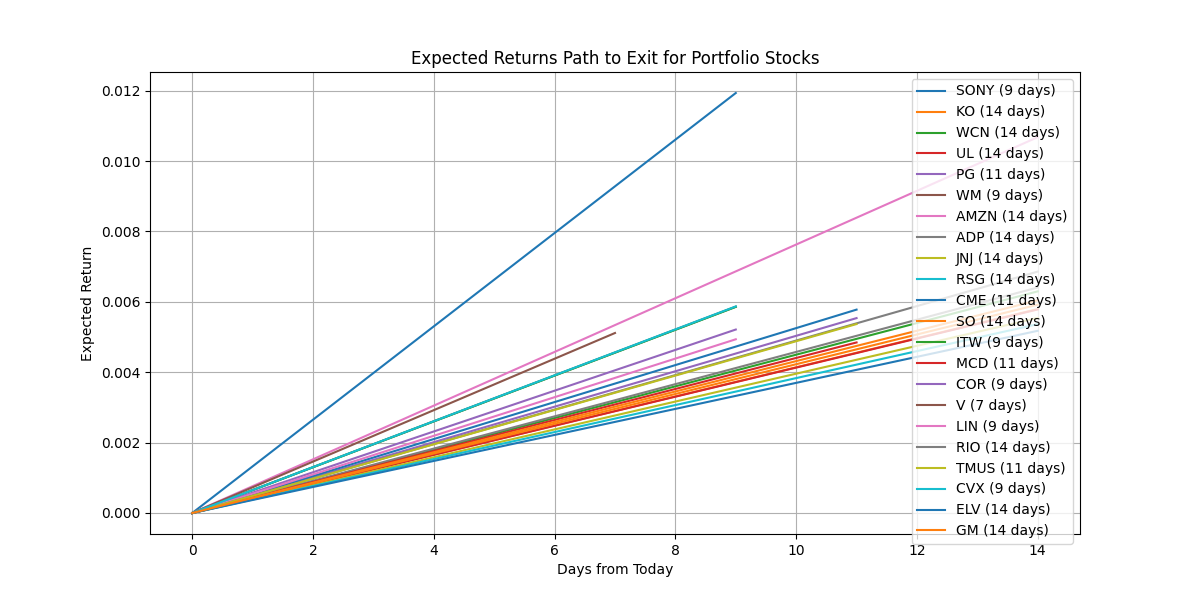 Expected Returns Path to Exit for Portfolio Stocks
Expected Return
0.012
0.010
0.008
0.006
0.004
0.002
0.000
SONY (9 days)
KO (14 days)
WCN (14 days)
UL (14 days)
PG (11 days)
WM (9 days)
AMZN (14 days)
ADP (14 days)
JNJ (14 days)
RSG (14 days)
CME (11 days)
SO (14 days)
ITW (9 days)
MCD (11 days)
COR (9 days)
V (7 days)
LIN (9 days)
RIO (14 days)
TMUS (11 days)
CVX (9 days)
ELV (14 days)
GM (14 days)
0 2 4 6 8 10 12 14
Days from Today